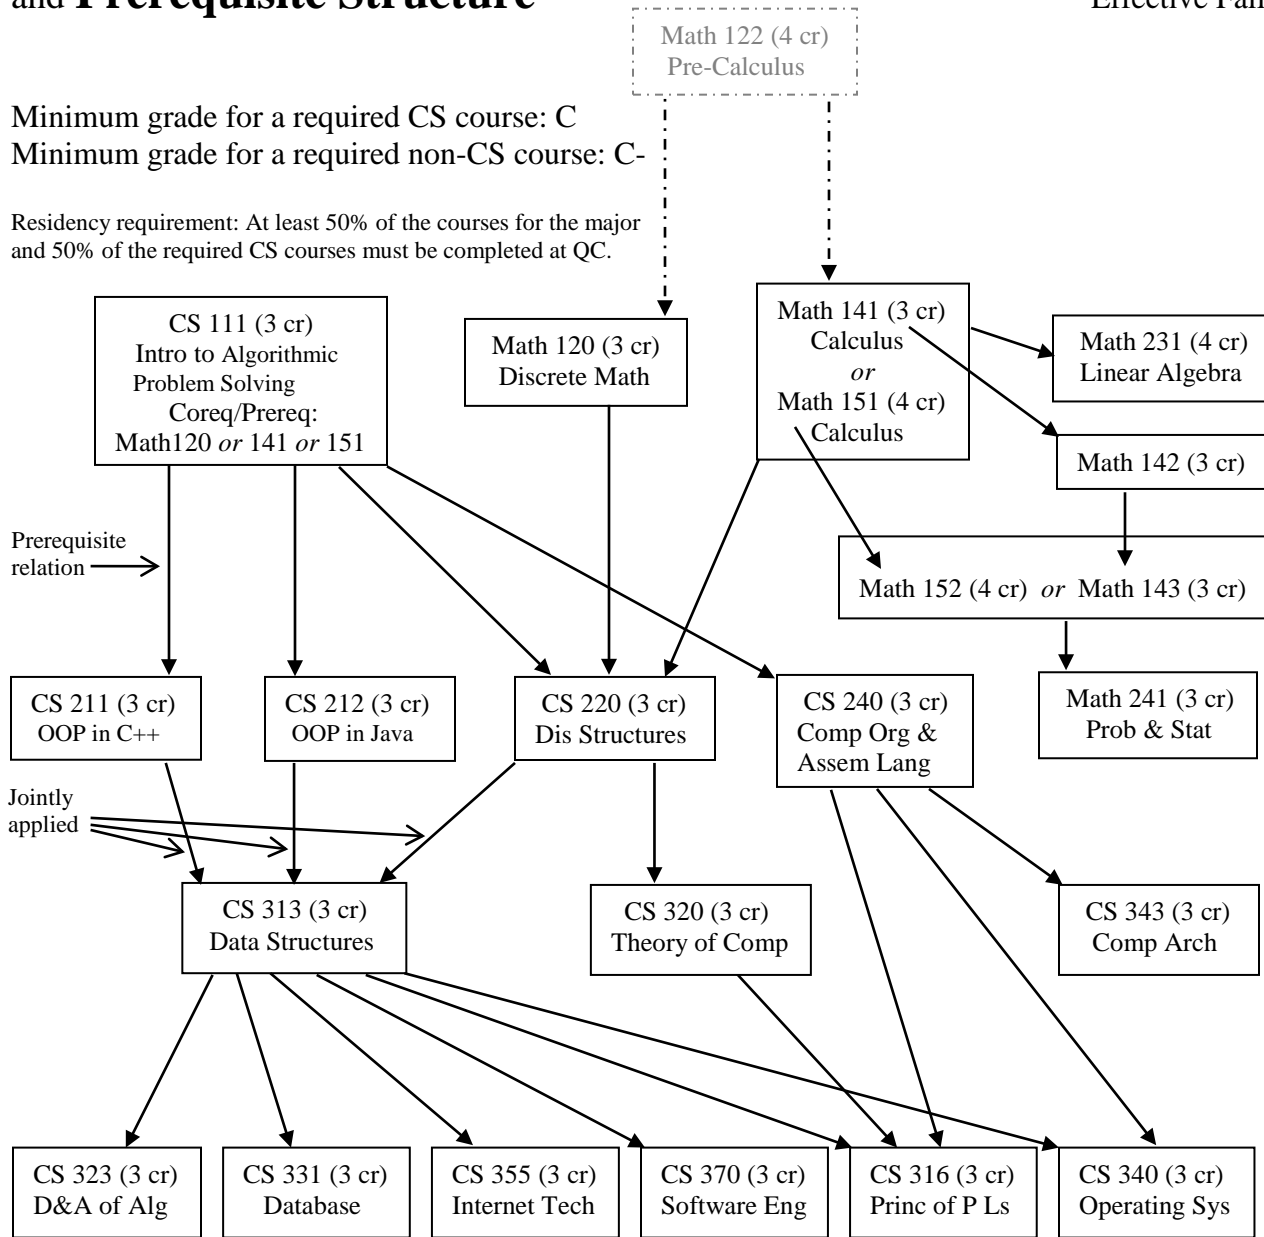 and Prerequisite Structure
Effective Fall
Math 122 (4 cr)
Pre-Calculus
Minimum grade for a required CS course: C
Minimum grade for a required non-CS course: C-
Residency requirement: At least 50% of the courses for the major
and 50% of the required CS courses must be completed at QC.
CS 111 (3 cr)
Intro to Algorithmic
Problem Solving
Coreq/Prereq:
Math120 or 141 or 151
Math 120 (3 cr)
Discrete Math
Math 141 (3 cr)
Calculus
or
Math 151 (4 cr)
Calculus
Math 231 (4 cr)
Linear Algebra
Math 142 (3 cr)
Prerequisite
relation
Math 152 (4 cr) or Math 143 (3 cr)
CS 211 (3 cr)
OOP in C++
CS 212 (3 cr)
OOP in Java
CS 220 (3 cr)
Dis Structures
CS 240 (3 cr)
Comp Org &
Assem Lang
Math 241 (3 cr)
Prob & Stat
Jointly
applied
CS 313 (3 cr)
Data Structures
CS 320 (3 cr)
Theory of Comp
CS 343 (3 cr)
Comp Arch
CS 323 (3 cr)
D&A of Alg
CS 331 (3 cr)
Database
CS 355 (3 cr)
Internet Tech
CS 370 (3 cr)
Software Eng
CS 316 (3 cr)
Princ of P Ls
CS 340 (3 cr)
Operating Sys